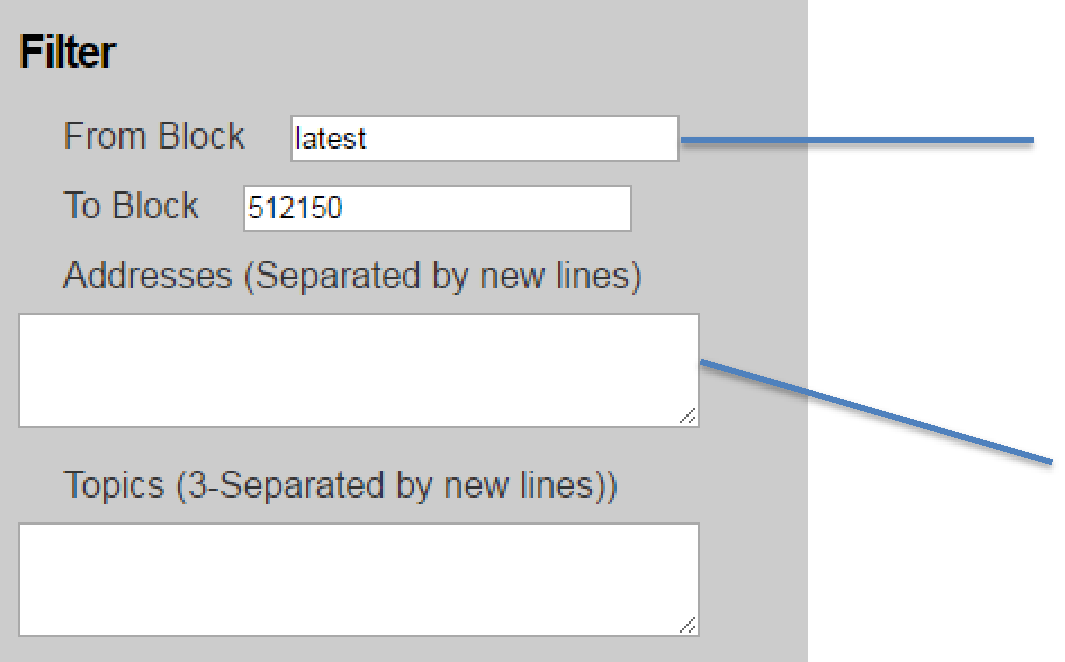 Filter
From Block latest
To Block 512150
Addresses (Separated by new lines)
Topics (3-Separated by new lines))